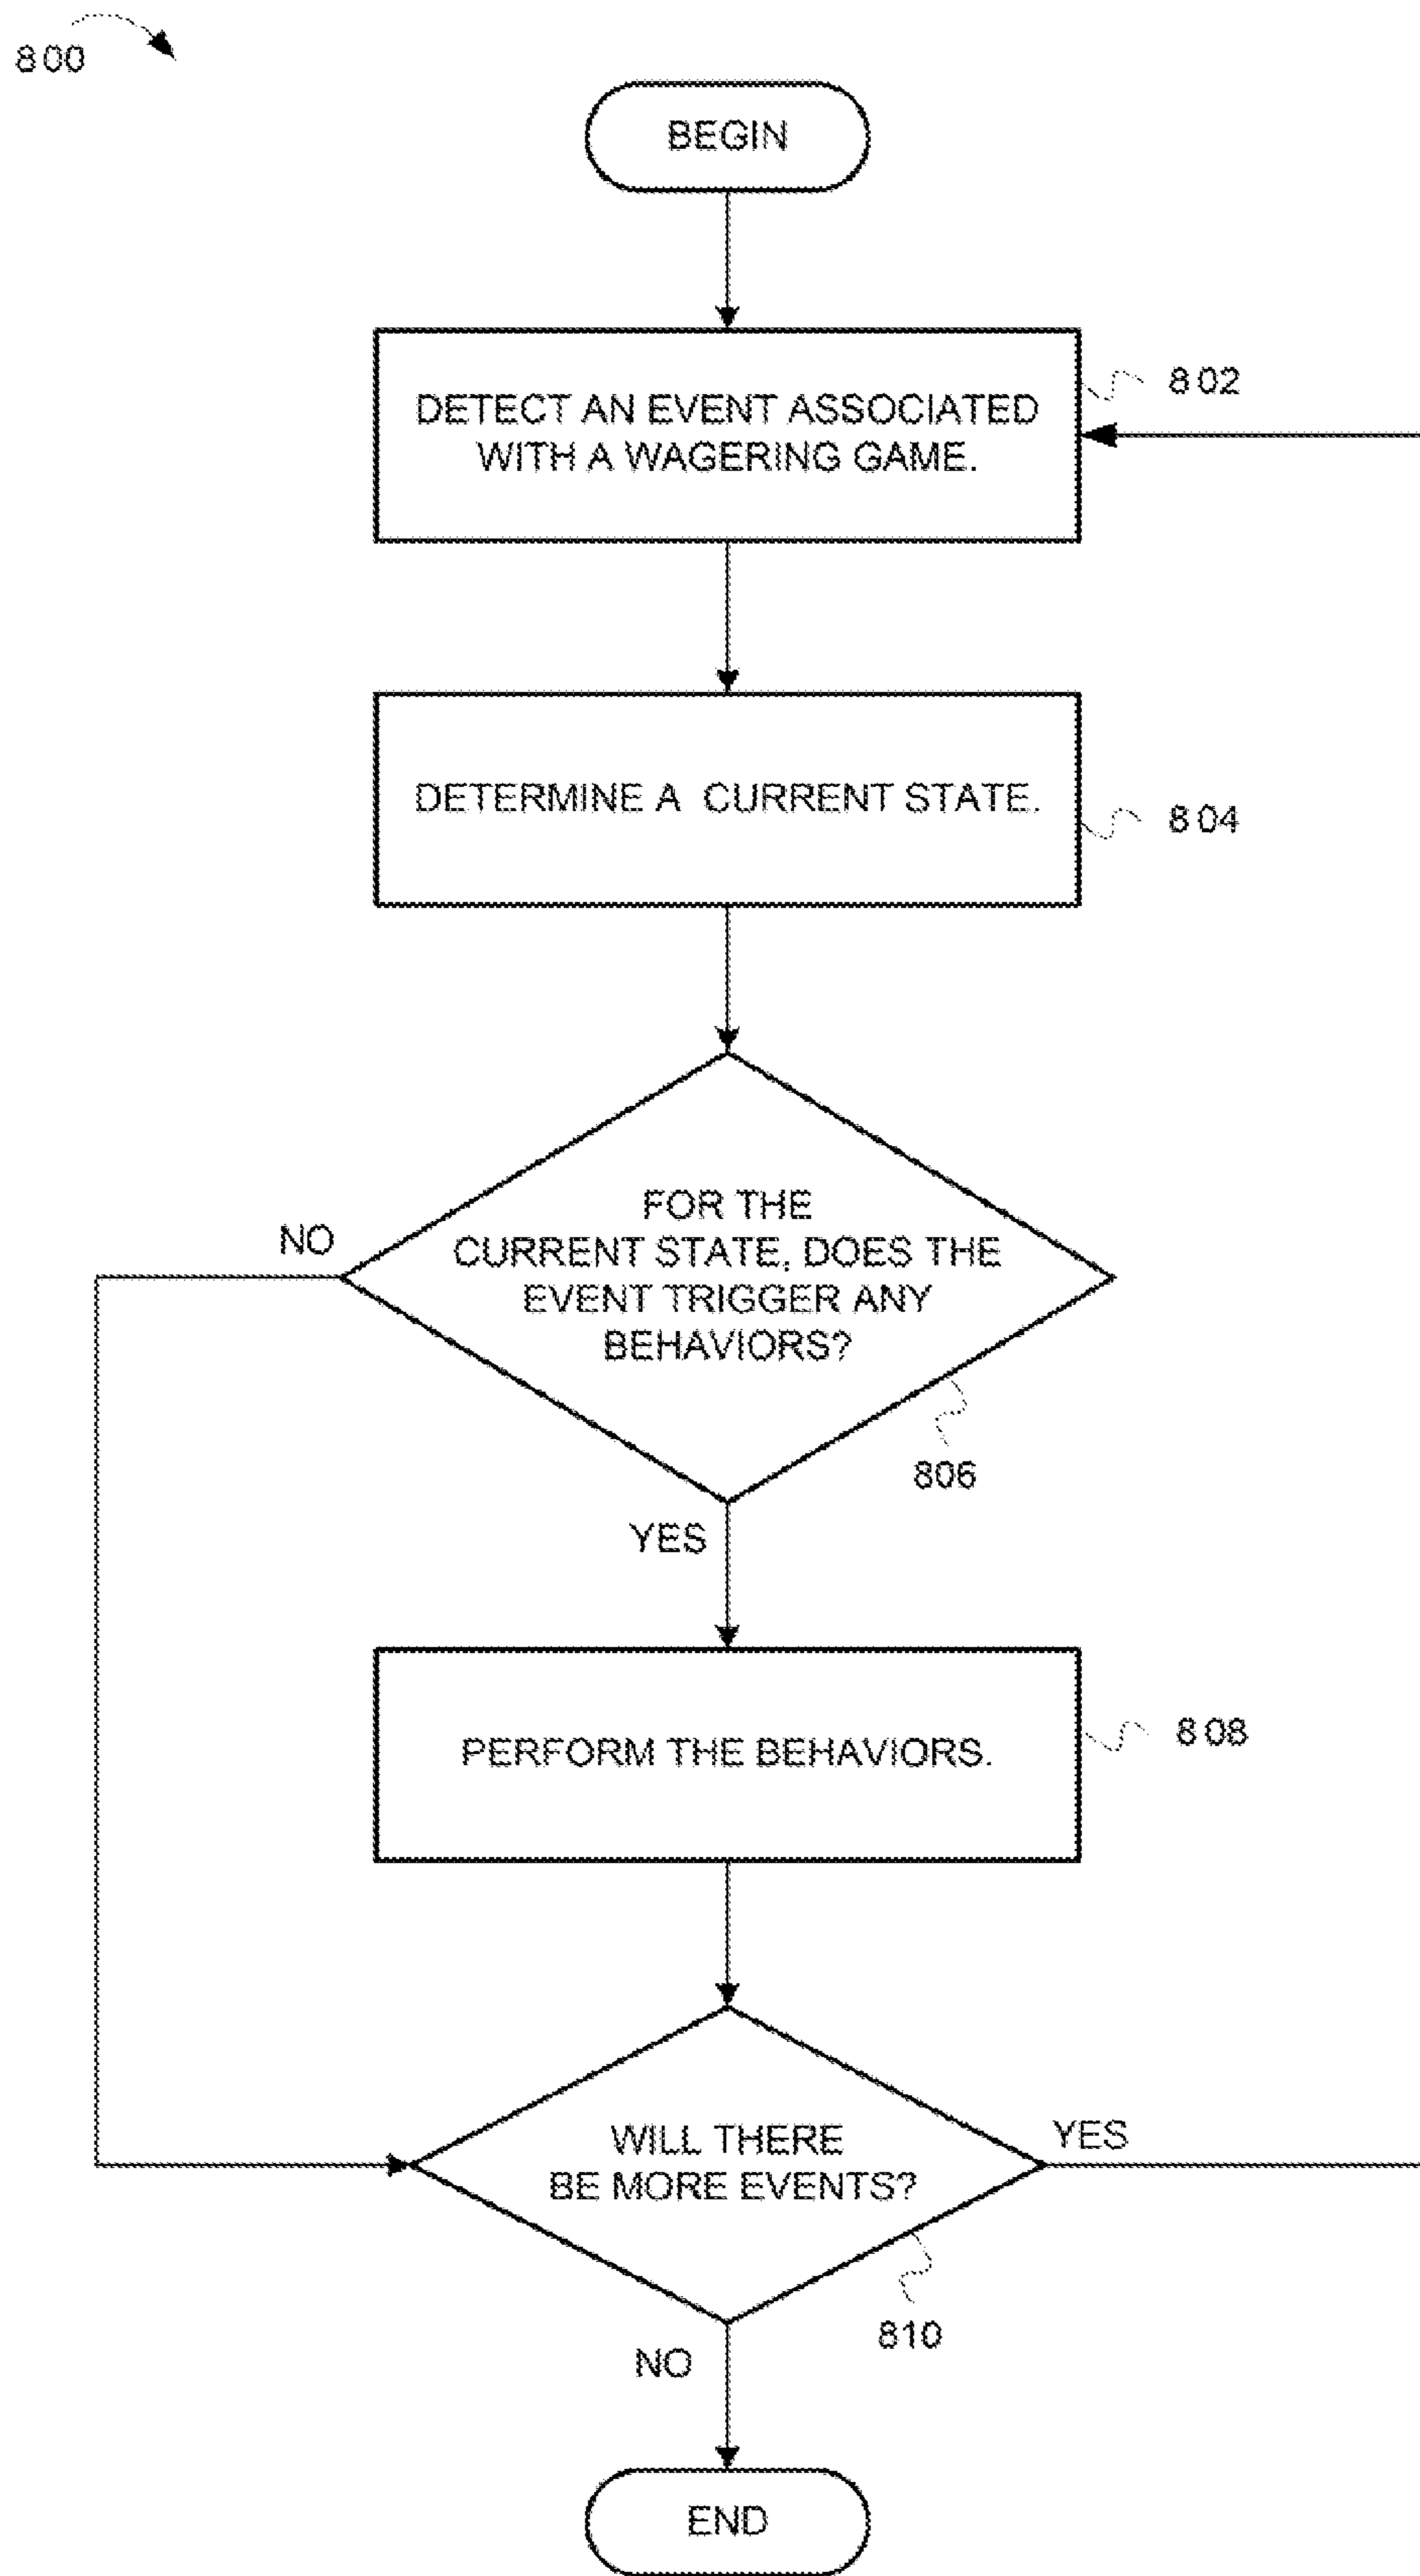 800
BEGIN
DETECT AN EVENT ASSOCIATED
WITH A WAGERING GAME.
802
DETERMINE A CURRENT STATE.
804
FOR THE
CURRENT STATE, DOES THE
EVENT TRIGGER ANY
BEHAVIORS?
NO
806
YES
PERFORM THE BEHAVIORS.
808
WILL THERE
BE MORE EVENTS?
YES
810
NO
END